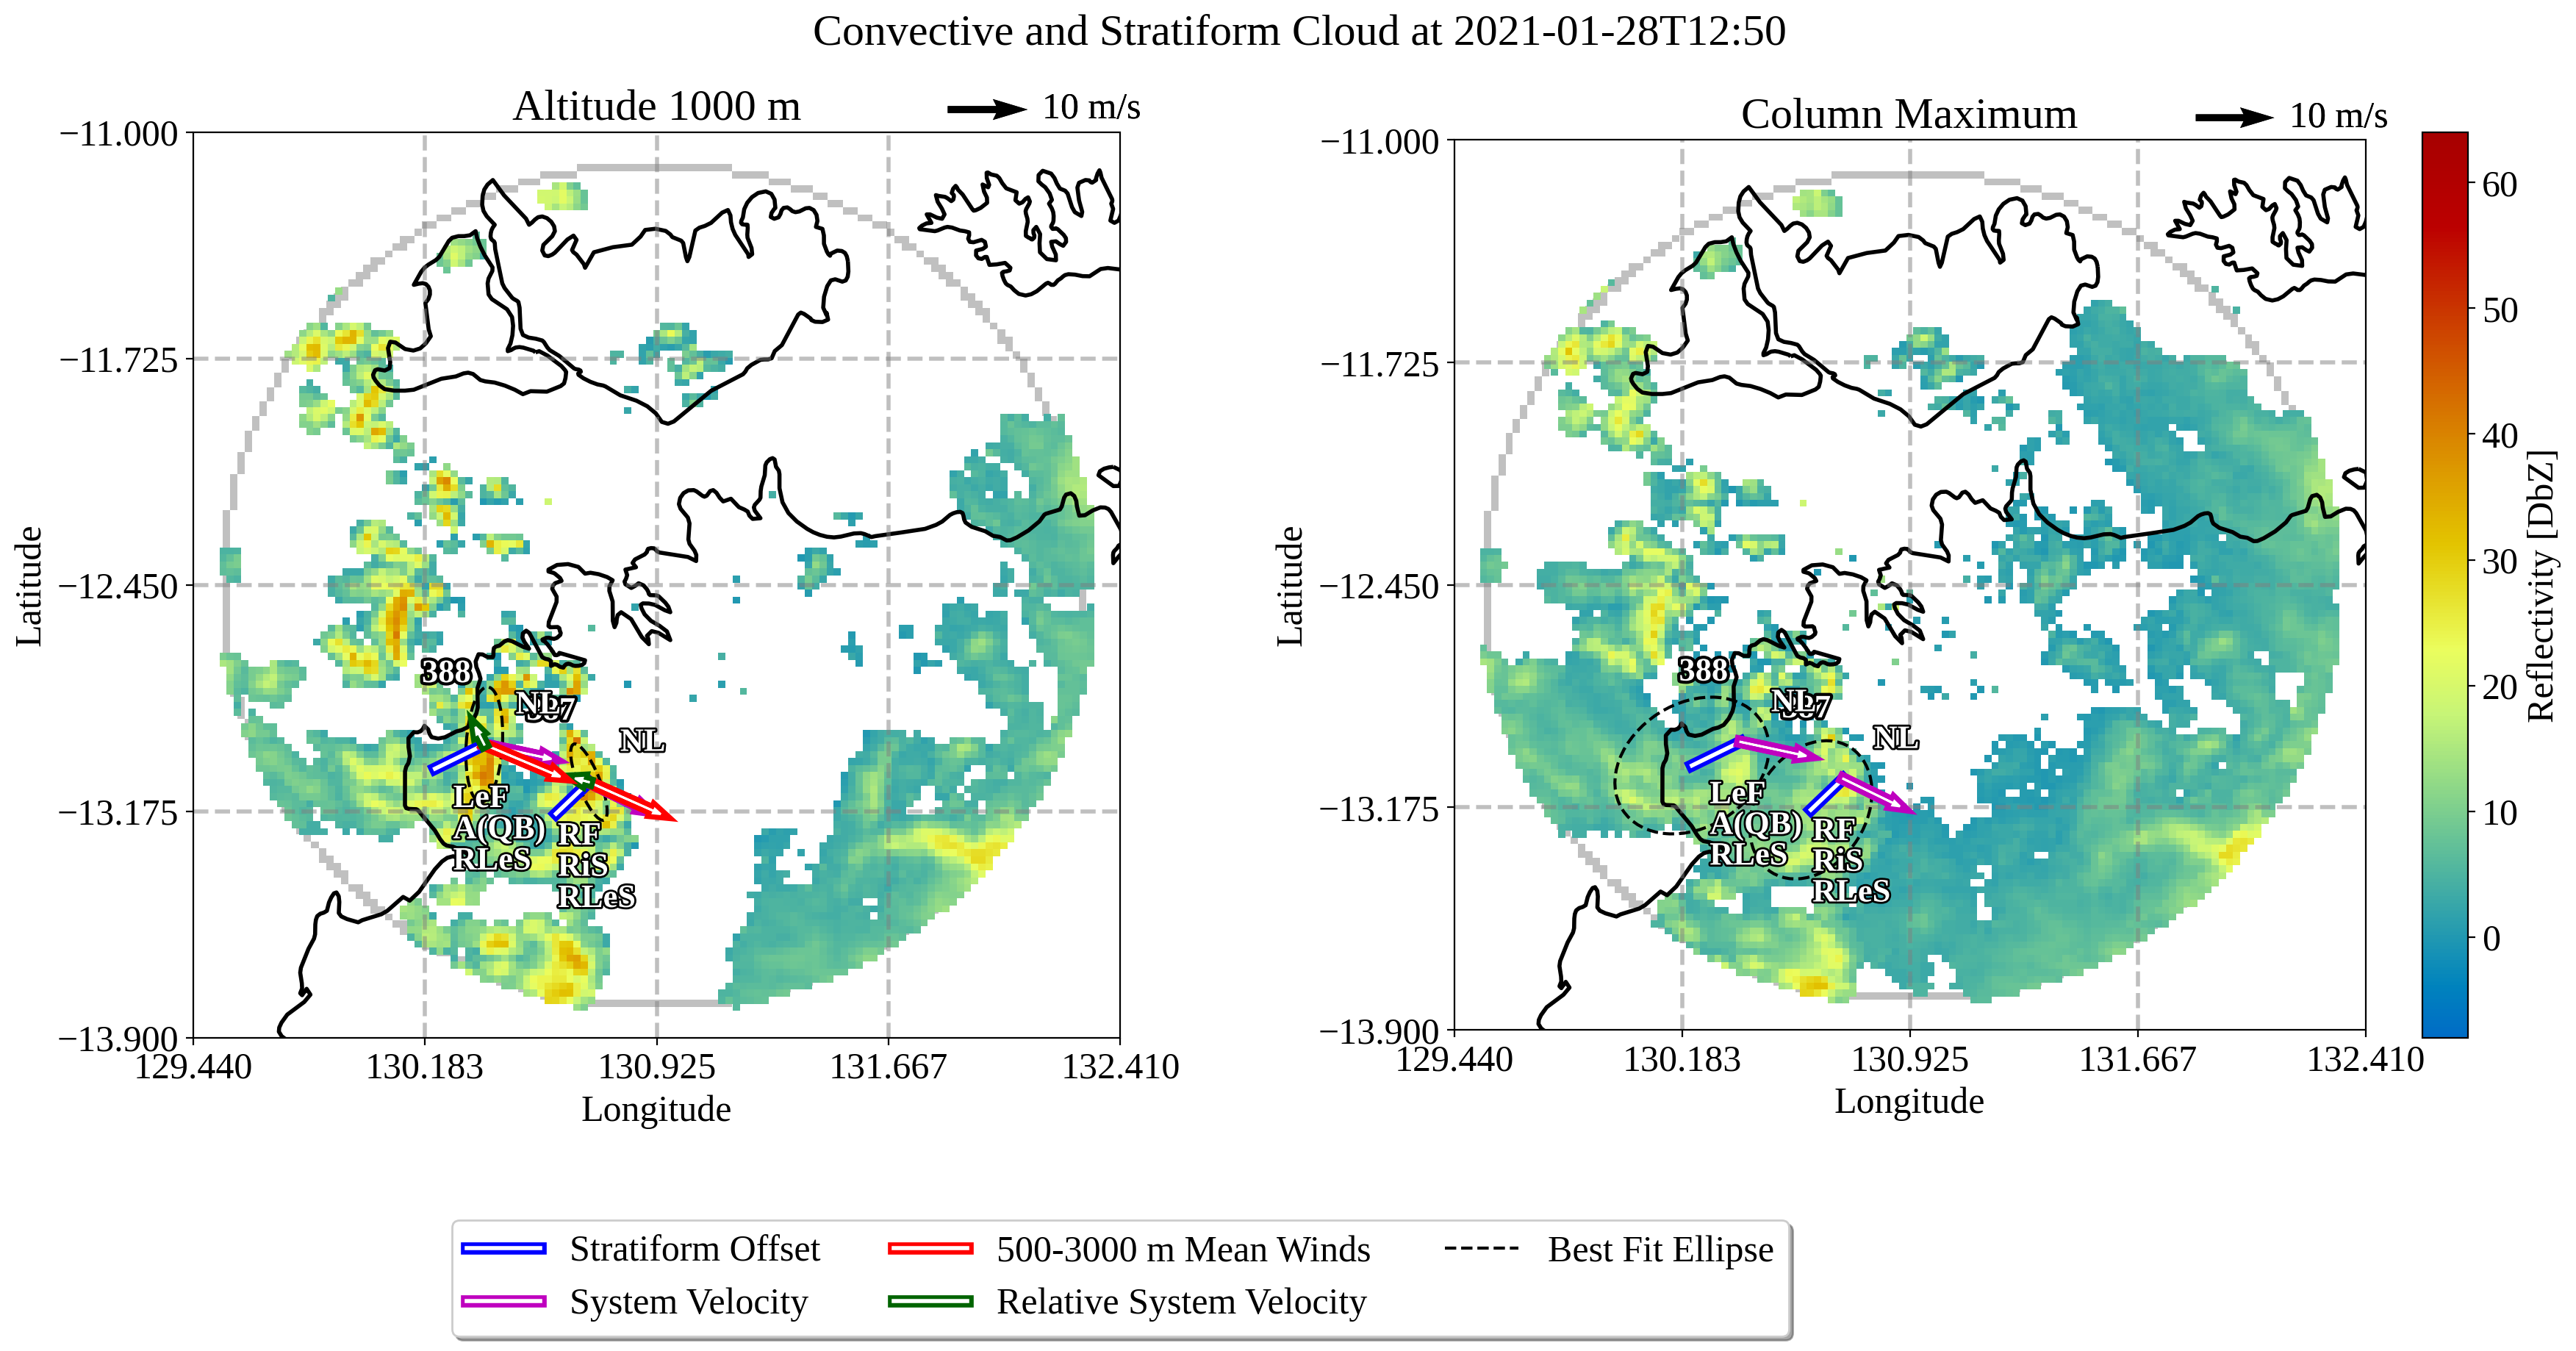 Convective and Stratiform Cloud at 2021-01-28T12:50
Altitude 1000 m
10 m/s
−11.000
−11.725
−12.450
−13.175
−13.900
Latitude
129.440
130.183
130.925
131.667
132.410
Longitude
388
NL
387
NL
LeF
A(QB)
RLeS
RF
RiS
RLeS
Column Maximum
10 m/s
−11.000
−11.725
−12.450
−13.175
−13.900
Latitude
129.440
130.183
130.925
131.667
132.410
Longitude
388
NL
387
NL
LeF
A(QB)
RLeS
RF
RiS
RLeS
60
50
40
30
20
10
0
Reflectivity [DbZ]
Stratiform Offset
System Velocity
500-3000 m Mean Winds
Relative System Velocity
Best Fit Ellipse